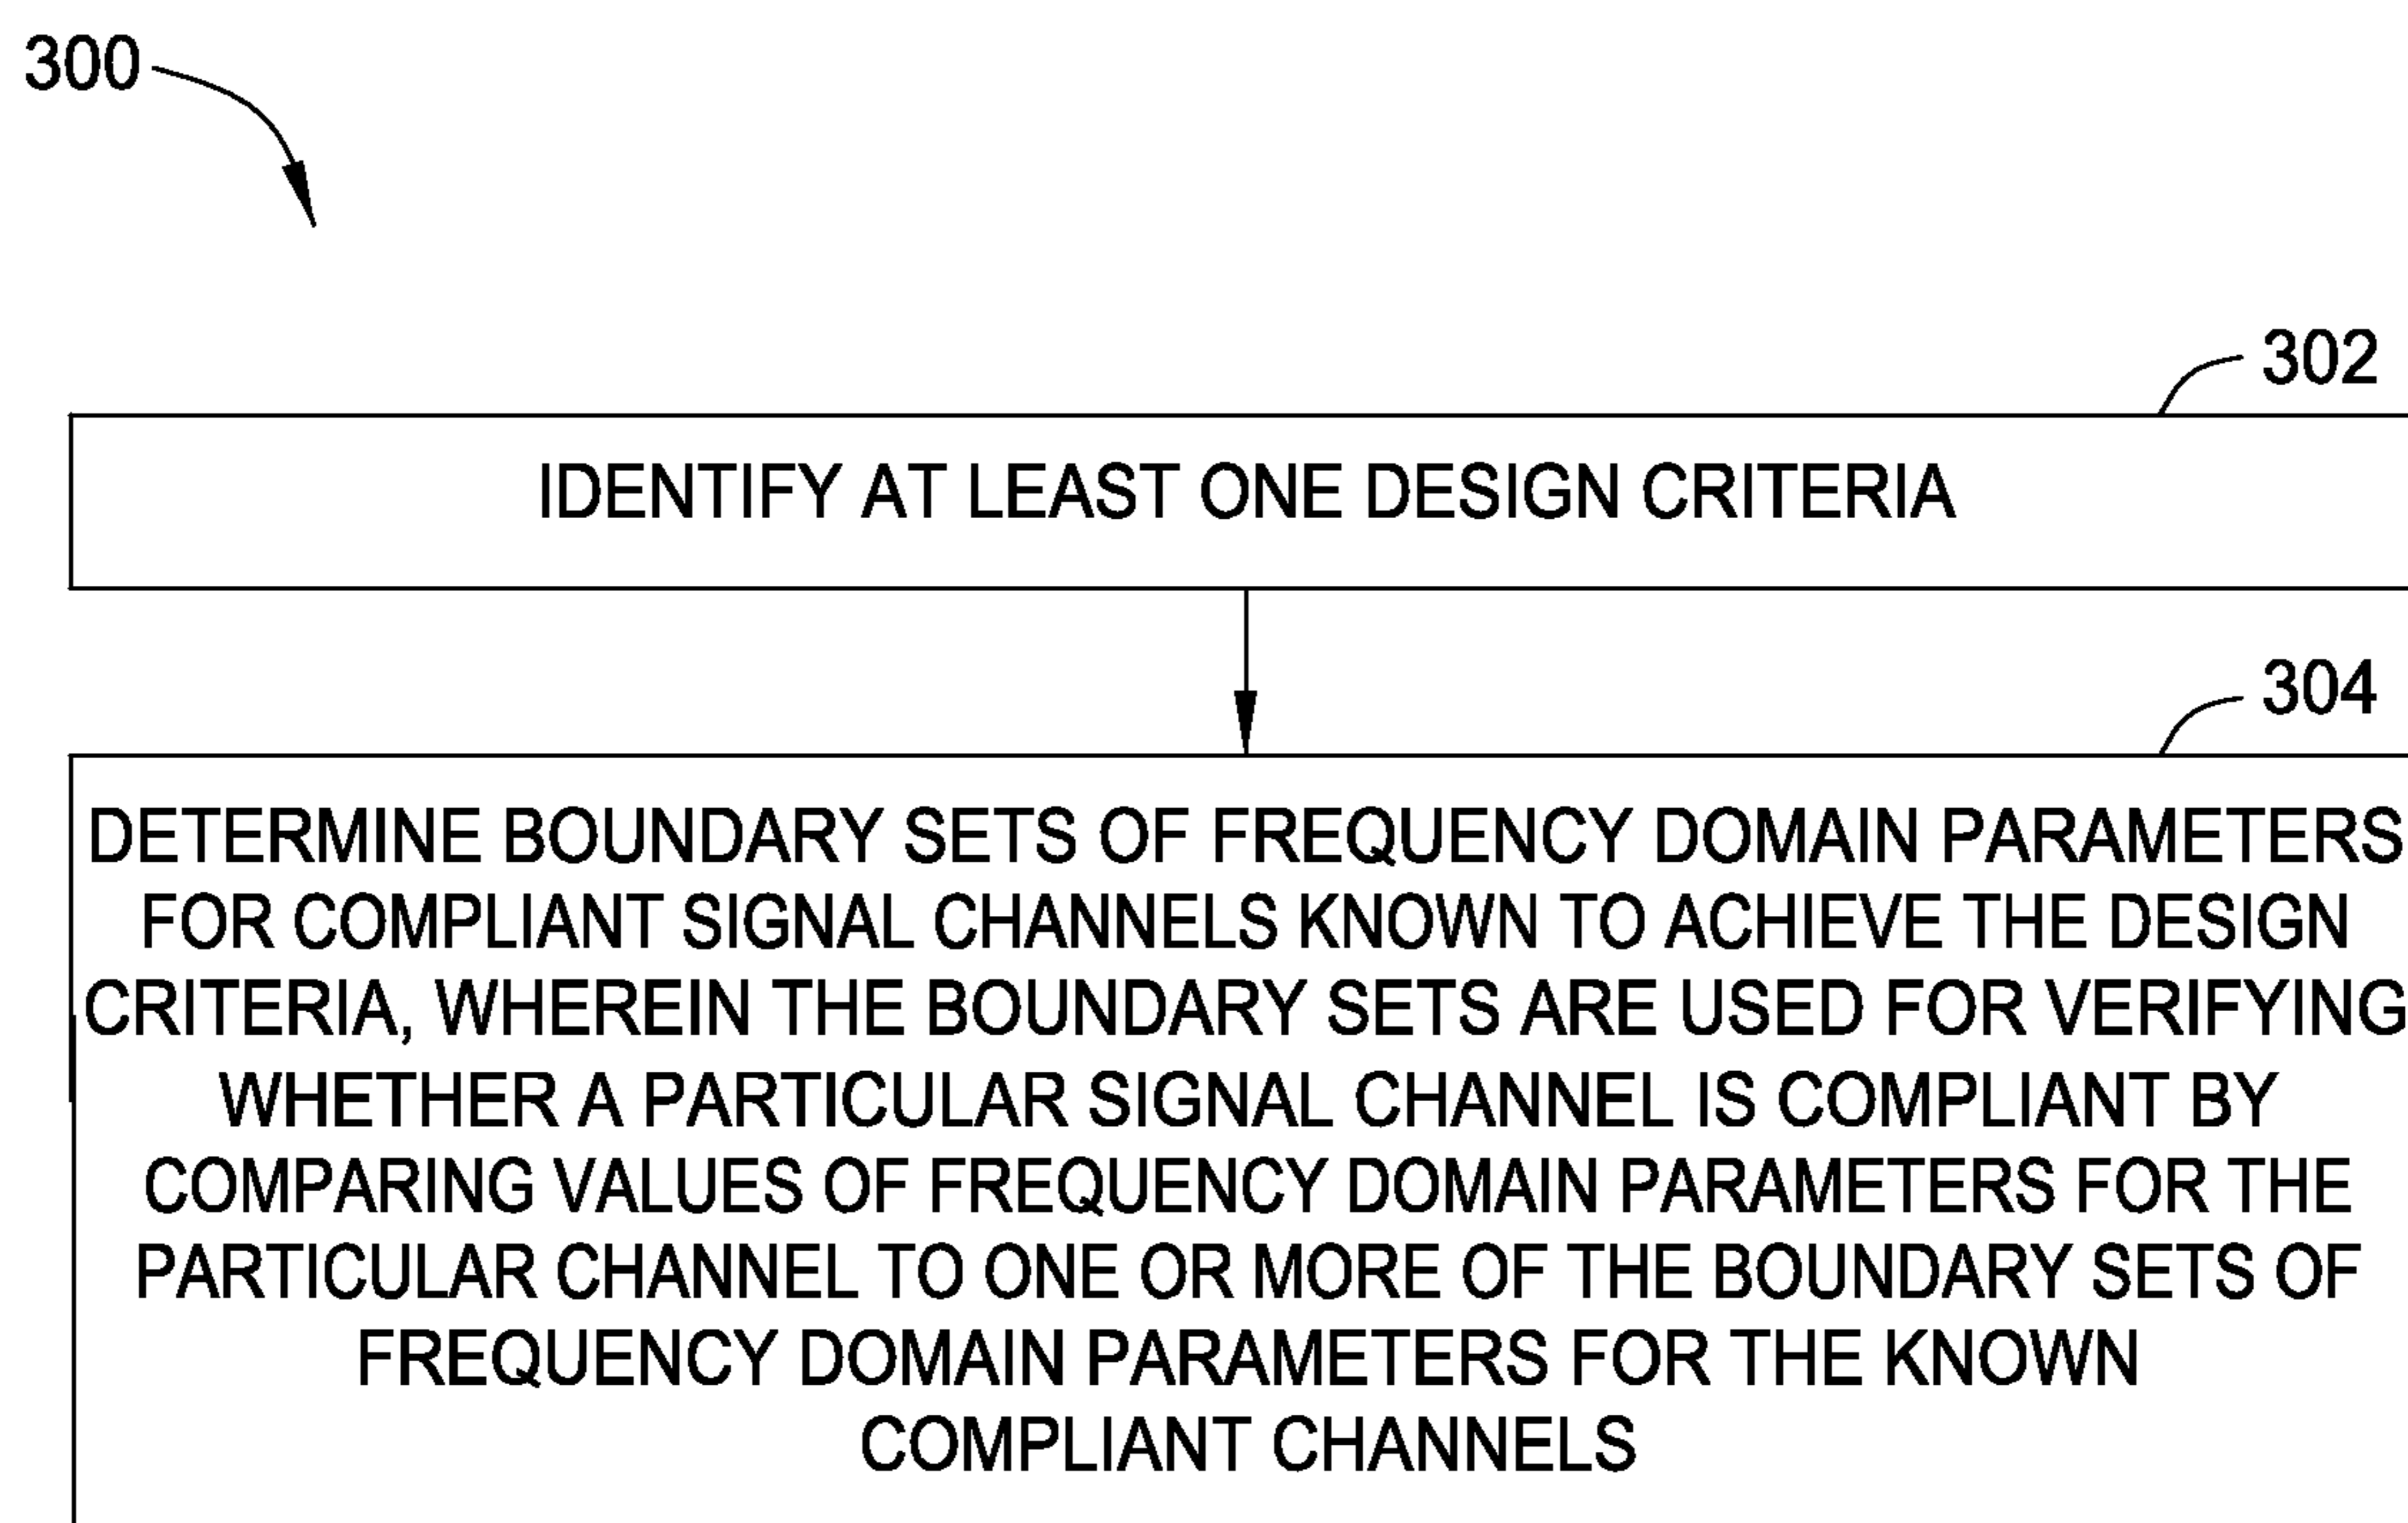 300
302
IDENTIFY AT LEAST ONE DESIGN CRITERIA
304
DETERMINE BOUNDARY SETS OF FREQUENCY DOMAIN PARAMETERS
FOR COMPLIANT SIGNAL CHANNELS KNOWN TO ACHIEVE THE DESIGN
CRITERIA, WHEREIN THE BOUNDARY SETS ARE USED FOR VERIFYING
WHETHER A PARTICULAR SIGNAL CHANNEL IS COMPLIANT BY
COMPARING VALUES OF FREQUENCY DOMAIN PARAMETERS FOR THE
PARTICULAR CHANNEL TO ONE OR MORE OF THE BOUNDARY SETS OF
FREQUENCY DOMAIN PARAMETERS FOR THE KNOWN
COMPLIANT CHANNELS